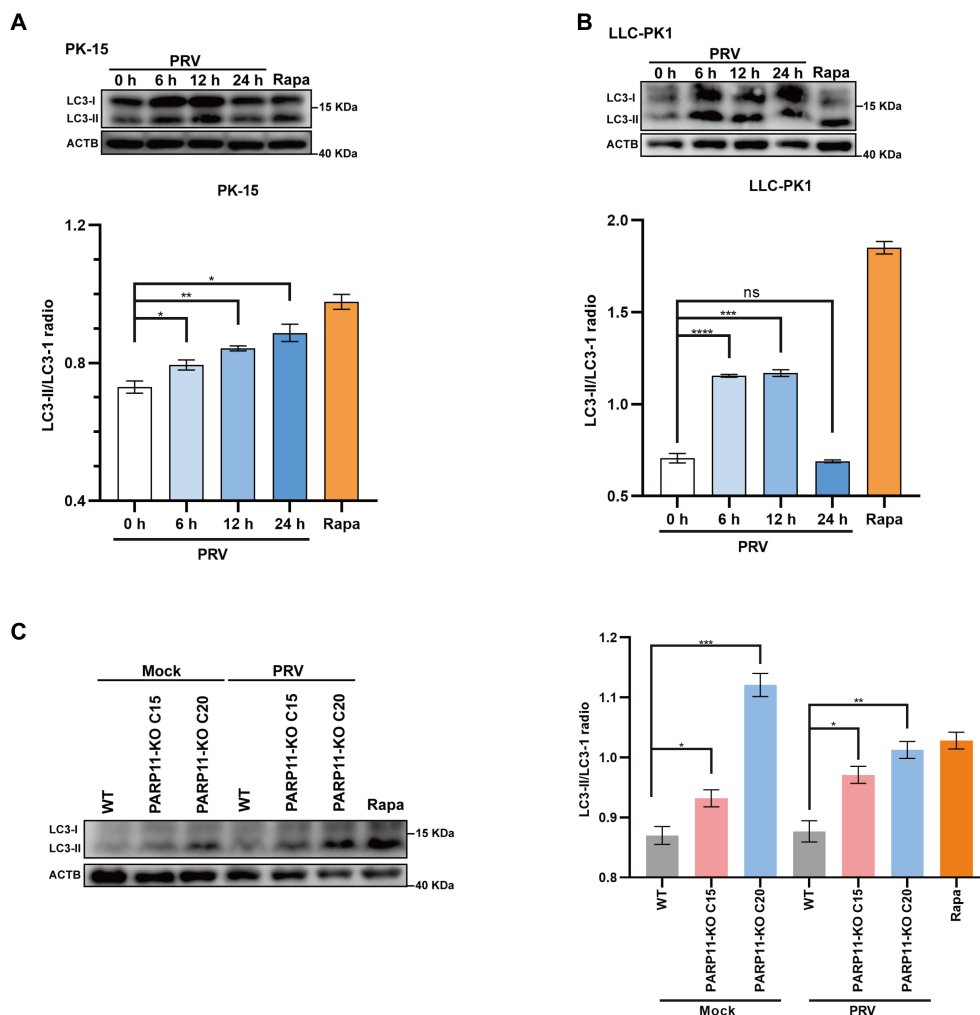 A
PK-15
PRV
0 h 6 h 12 h 24 h Rapa
LC3-I
15 KDa
LC3-II
ACTB
40 KDa
PK-15
LC3-II/LC3-1 radio
1.2
0.8
0.4
*
**
*
0 h 6 h 12 h 24 h Rapa
PRV
B
LLC-PK1
PRV
0 h 6 h 12 h 24 h Rapa
LC3-I
15 KDa
LC3-II
ACTB
40 KDa
LLC-PK1
LC3-II/LC3-1 radio
2.0
1.5
1.0
0.5
ns
***
****
0 h 6 h 12 h 24 h Rapa
PRV
C
Mock PRV
WT PARP11-KO C15 PARP11-KO C20 WT PARP11-KO C15 PARP11-KO C20 Rapa
LC3-I
15 KDa
LC3-II
ACTB
40 KDa
LC3-II/LC3-1 radio
1.2
1.1
1.0
0.9
0.8
***
*
**
*
WT PARP11-KO C15 PARP11-KO C20 WT PARP11-KO C15 PARP11-KO C20 Rapa
Mock PRV